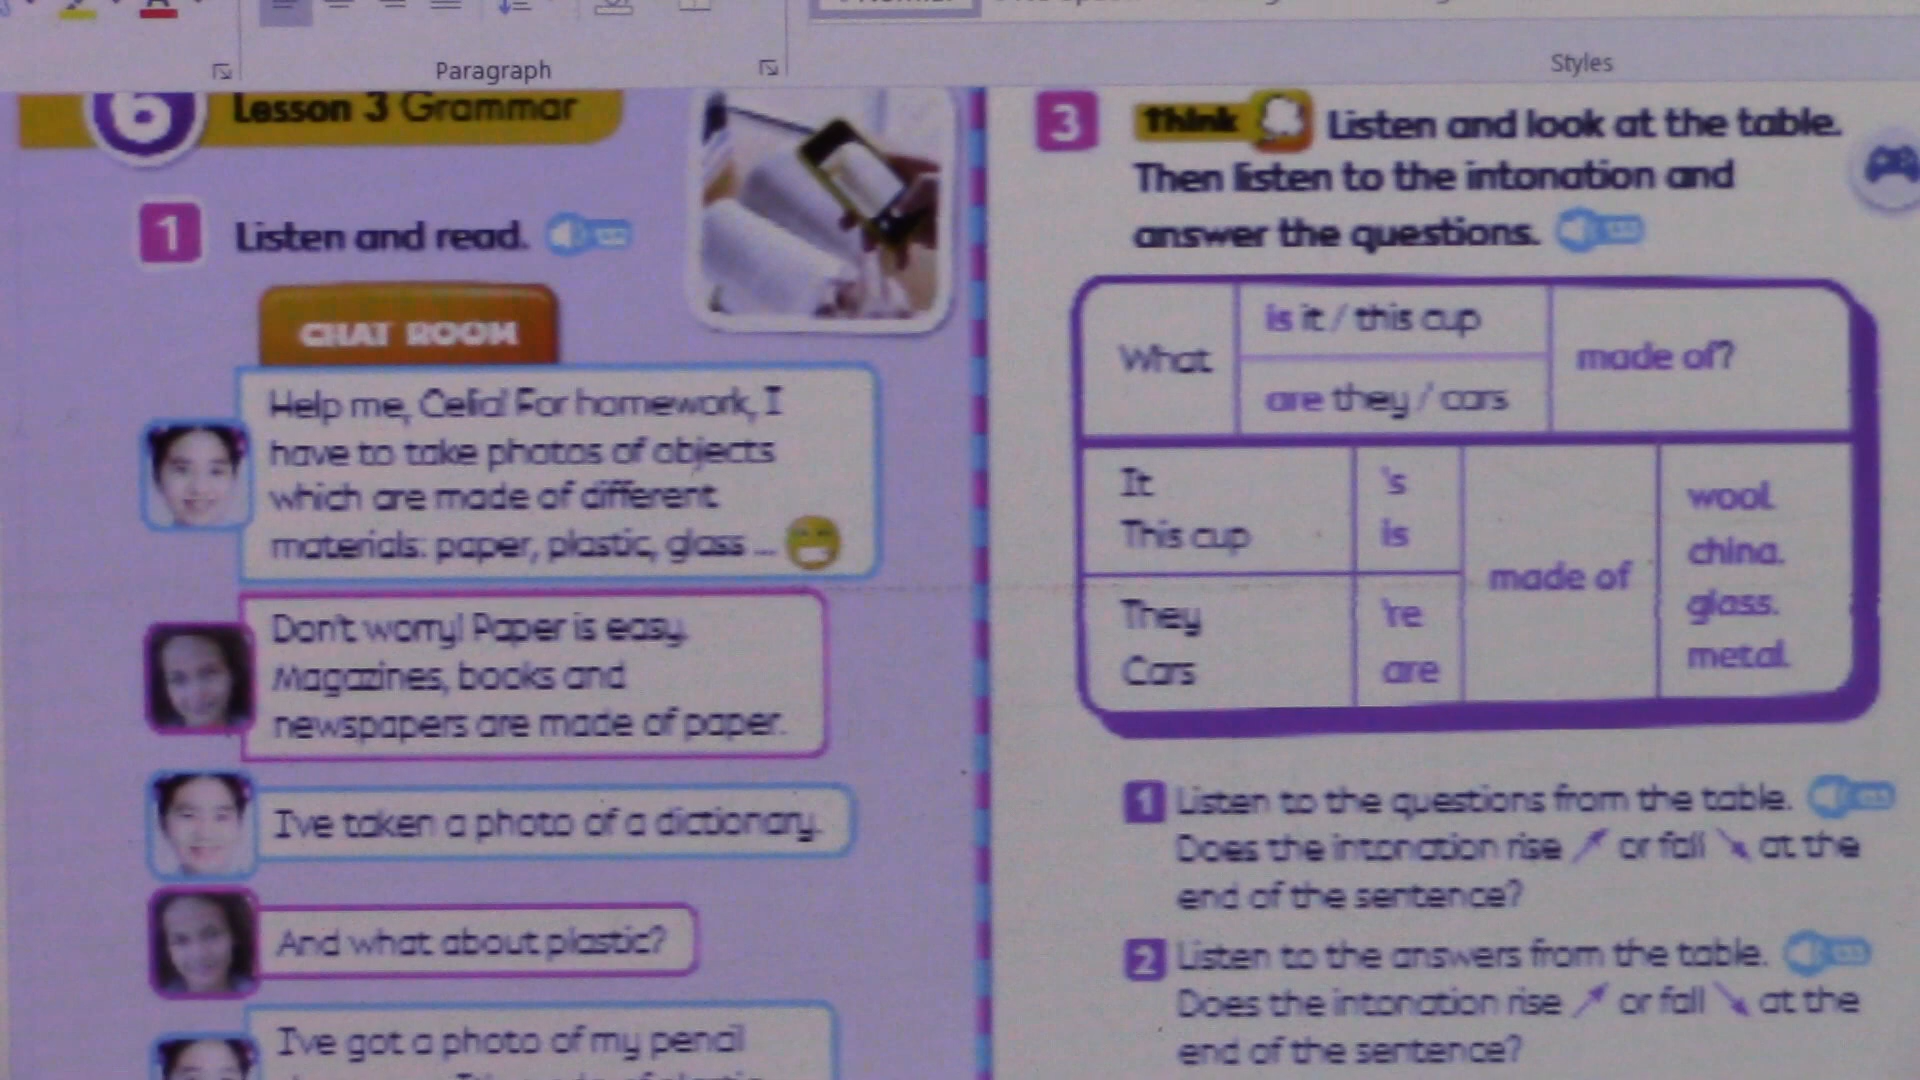 Paragraph
Styles
6
Lesson 3 Grammar
1 Listen and read.
CHAT ROOM
Help me, Celia! For homework, I
have to take photos of objects
which are made of different
materials: paper, plastic, glass ...
Don't worry! Paper is easy.
Magazines, books and
newspapers are made of paper.
I've taken a photo of a dictionary.
And what about plastic?
I've got a photo of my pencil
3 Think Listen and look at the table.
Then listen to the intonation and
answer the questions.
What
is it / this cup
are they / cars
made of?
It 's
This cup is
They 're
Cars are
made of
wool.
china.
glass.
metal.
1 Listen to the questions from the table.
Does the intonation rise ↗ or fall ↘ at the
end of the sentence?
2 Listen to the answers from the table.
Does the intonation rise ↗ or fall ↘ at the
end of the sentence?